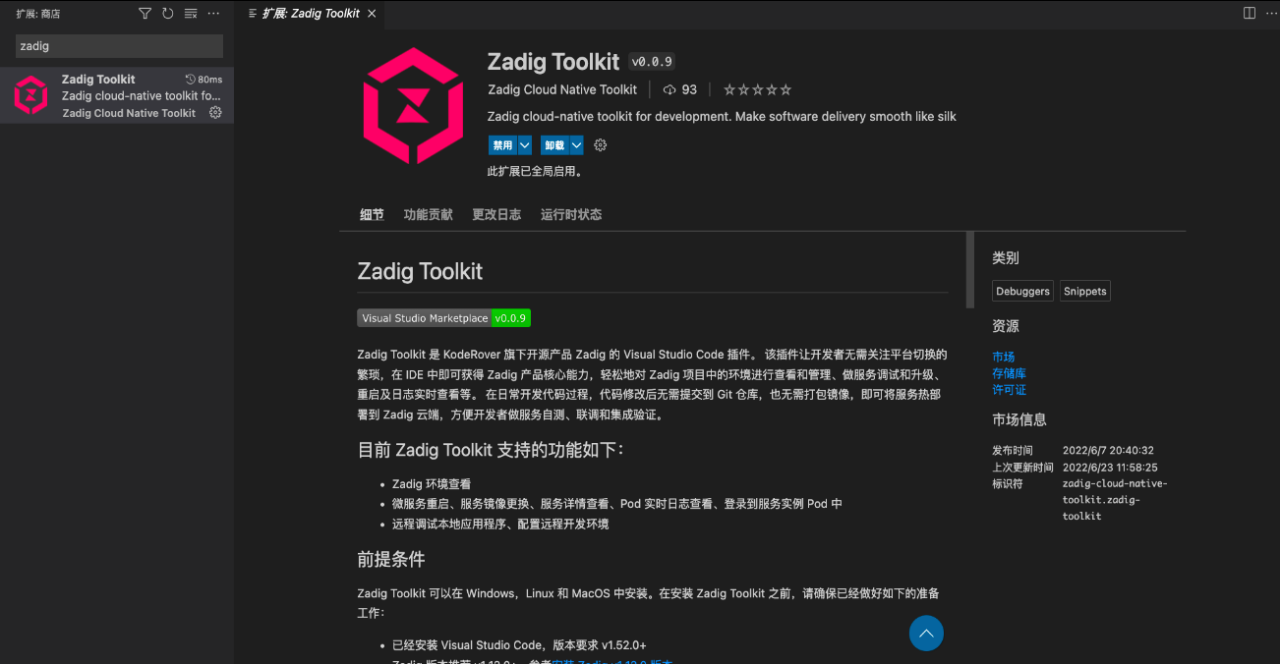 扩展: 商店
zadig
Zadig Toolkit
80ms
Zadig cloud-native toolkit fo...
Zadig Cloud Native Toolkit
扩展: Zadig Toolkit
Zadig Toolkit v0.0.9
Zadig Cloud Native Toolkit 93
Zadig cloud-native toolkit for development. Make software delivery smooth like silk
禁用 卸载
此扩展已全局启用。
细节 功能贡献 更改日志 运行时状态
Zadig Toolkit
Visual Studio Marketplace v0.0.9
Zadig Toolkit 是 KodeRover 旗下开源产品 Zadig 的 Visual Studio Code 插件。 该插件让开发者无需关注平台切换的
繁琐，在 IDE 中即可获得 Zadig 产品核心能力，轻松地对 Zadig 项目中的环境进行查看和管理、做服务调试和升级、
重启及日志实时查看等。 在日常开发代码过程，代码修改后无需提交到 Git 仓库，也无需打包镜像，即可将服务热部
署到 Zadig 云端，方便开发者做服务自测、联调和集成验证。
目前 Zadig Toolkit 支持的功能如下：
• Zadig 环境查看
• 微服务重启、服务镜像更换、服务详情查看、Pod 实时日志查看、登录到服务实例 Pod 中
• 远程调试本地应用程序、配置远程开发环境
前提条件
Zadig Toolkit 可以在 Windows，Linux 和 MacOS 中安装。在安装 Zadig Toolkit 之前，请确保已经做好如下的准备
工作：
• 已经安装 Visual Studio Code，版本要求 v1.52.0+
类别
Debuggers Snippets
资源
市场
存储库
许可证
市场信息
发布时间 2022/6/7 20:40:32
上次更新时间 2022/6/23 11:58:25
标识符 zadig-cloud-native-
toolkit.zadig-
toolkit